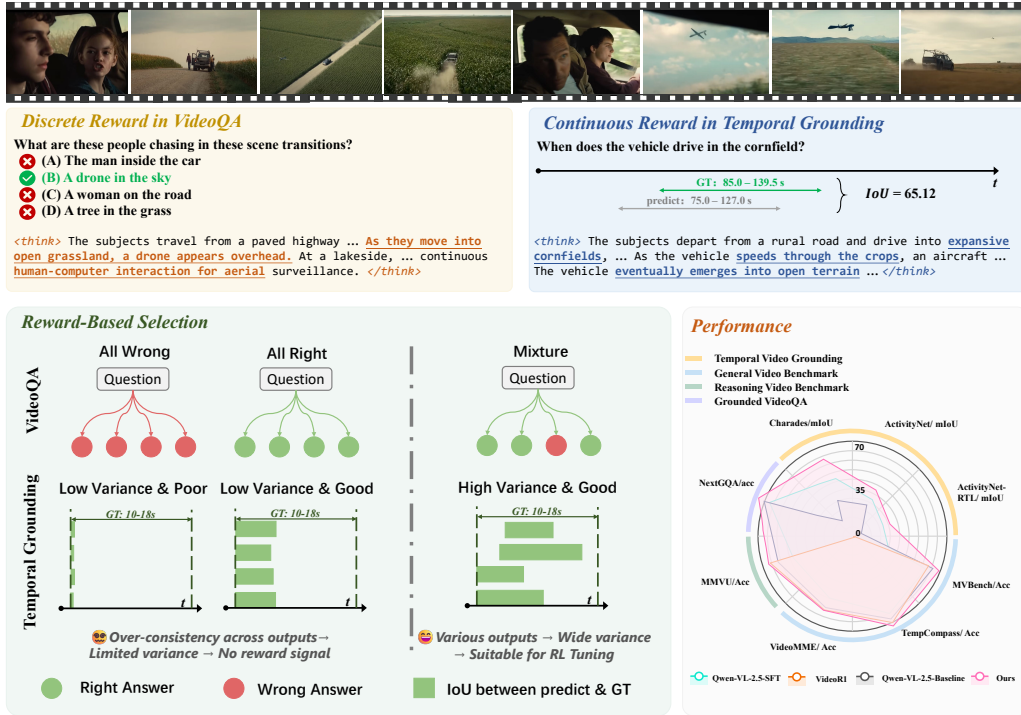 Discrete Reward in VideoQA
What are these people chasing in these scene transitions?
(A) The man inside the car
(B) A drone in the sky
(C) A woman on the road
(D) A tree in the grass
<think> The subjects travel from a paved highway … As they move into
open grassland, a drone appears overhead. At a lakeside, … continuous
human-computer interaction for aerial surveillance. </think>
Continuous Reward in Temporal Grounding
When does the vehicle drive in the cornfield?
t
GT: 85.0 – 139.5 s
predict: 75.0 – 127.0 s
IoU = 65.12
<think> The subjects depart from a rural road and drive into expansive
cornfields, … As the vehicle speeds through the crops, an aircraft …
The vehicle eventually emerges into open terrain … </think>
Reward-Based Selection
VideoQA
All Wrong
All Right
Mixture
Question
Question
Question
Temporal Grounding
Low Variance & Poor
Low Variance & Good
High Variance & Good
GT: 10-18s
GT: 10-18s
GT: 10-18s
t
t
t
Over-consistency across outputs→
Limited variance → No reward signal
Various outputs → Wide variance
→ Suitable for RL Tuning
Right Answer
Wrong Answer
IoU between predict & GT
Performance
Temporal Video Grounding
General Video Benchmark
Reasoning Video Benchmark
Grounded VideoQA
Charades/mIoU
ActivityNet/ mIoU
70
NextGQA/acc
ActivityNet-
RTL/ mIoU
35
0
MMVU/Acc
MVBench/Acc
TempCompass/ Acc
VideoMME/ Acc
Qwen-VL-2.5-SFT
VideoR1
Qwen-VL-2.5-Baseline
Ours